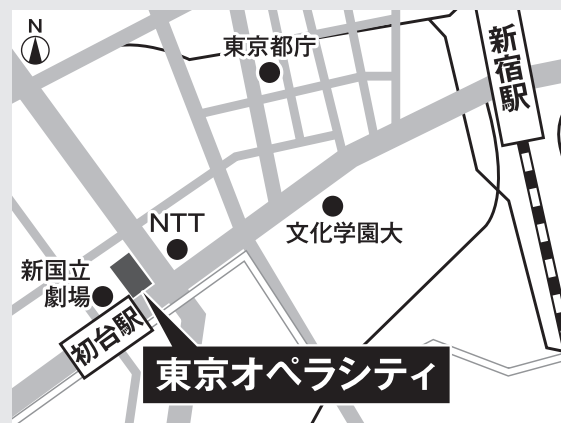 N
東京都庁
新宿駅
NTT
文化学園大
新国立
劇場
初台駅
東京オペラシティ